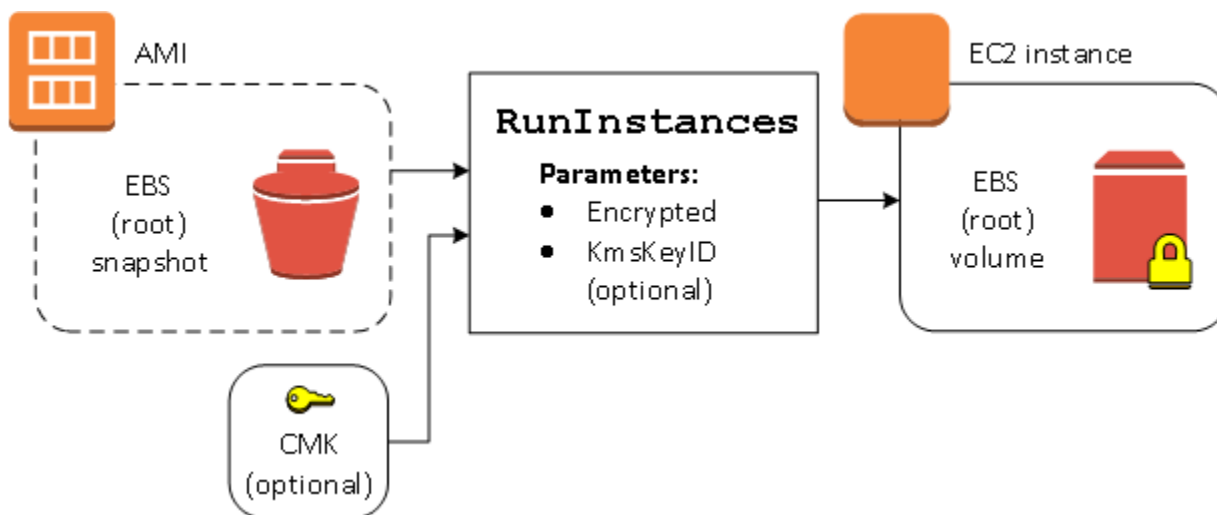 AMI
EBS
(root)
snapshot
CMK
(optional)
RunInstances
Parameters:
● Encrypted
● KmsKeyID
(optional)
EC2 instance
EBS
(root)
volume